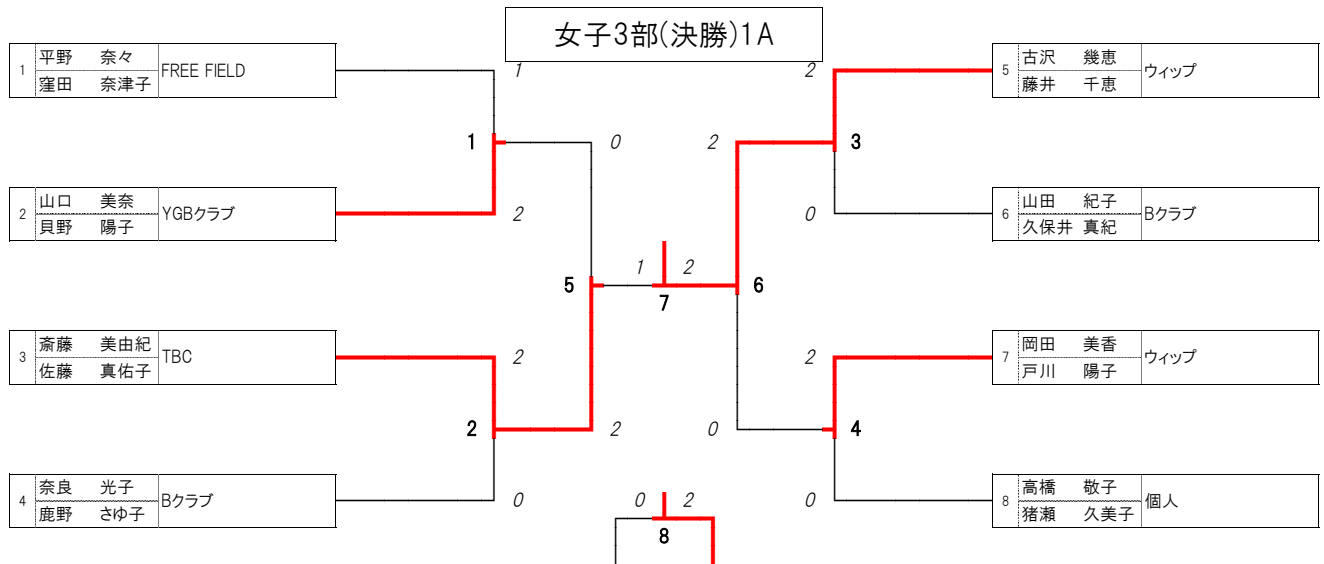 女子3部(決勝)1A
1 平野 奈々 FREE FIELD
窪田 奈津子
2 山口 美奈 YGBクラブ
貝野 陽子
3 斎藤 美由紀 TBC
佐藤 真佑子
4 奈良 光子 Bクラブ
鹿野 さゆ子
1
1
0
2
5
1
2
2
2
0
2
7
0
2
8
2
2
3
0
6
2
0
4
0
5 古沢 幾恵 ウィップ
藤井 千恵
6 山田 紀子 Bクラブ
久保井 真紀
7 岡田 美香 ウィップ
戸川 陽子
8 高橋 敬子 個人
猪瀬 久美子